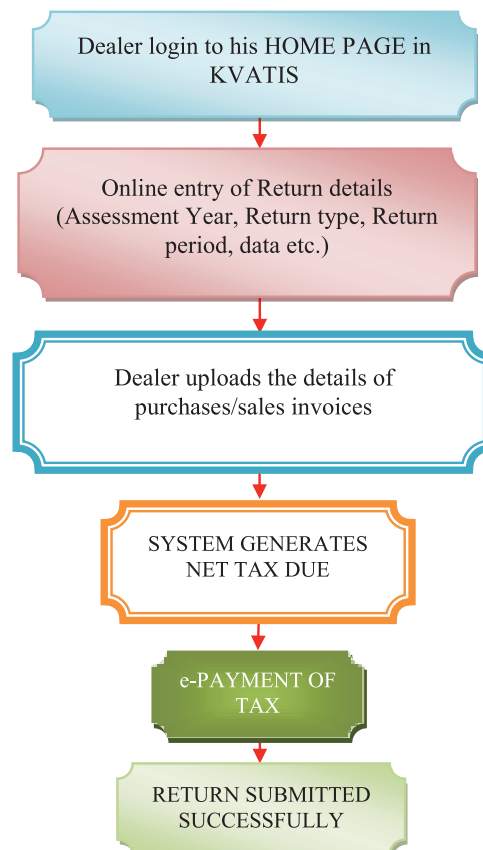 Dealer login to his HOME PAGE in
KVATIS
Online entry of Return details
(Assessment Year, Return type, Return
period, data etc.)
Dealer uploads the details of
purchases/sales invoices
SYSTEM GENERATES
NET TAX DUE
e-PAYMENT OF
TAX
RETURN SUBMITTED
SUCCESSFULLY